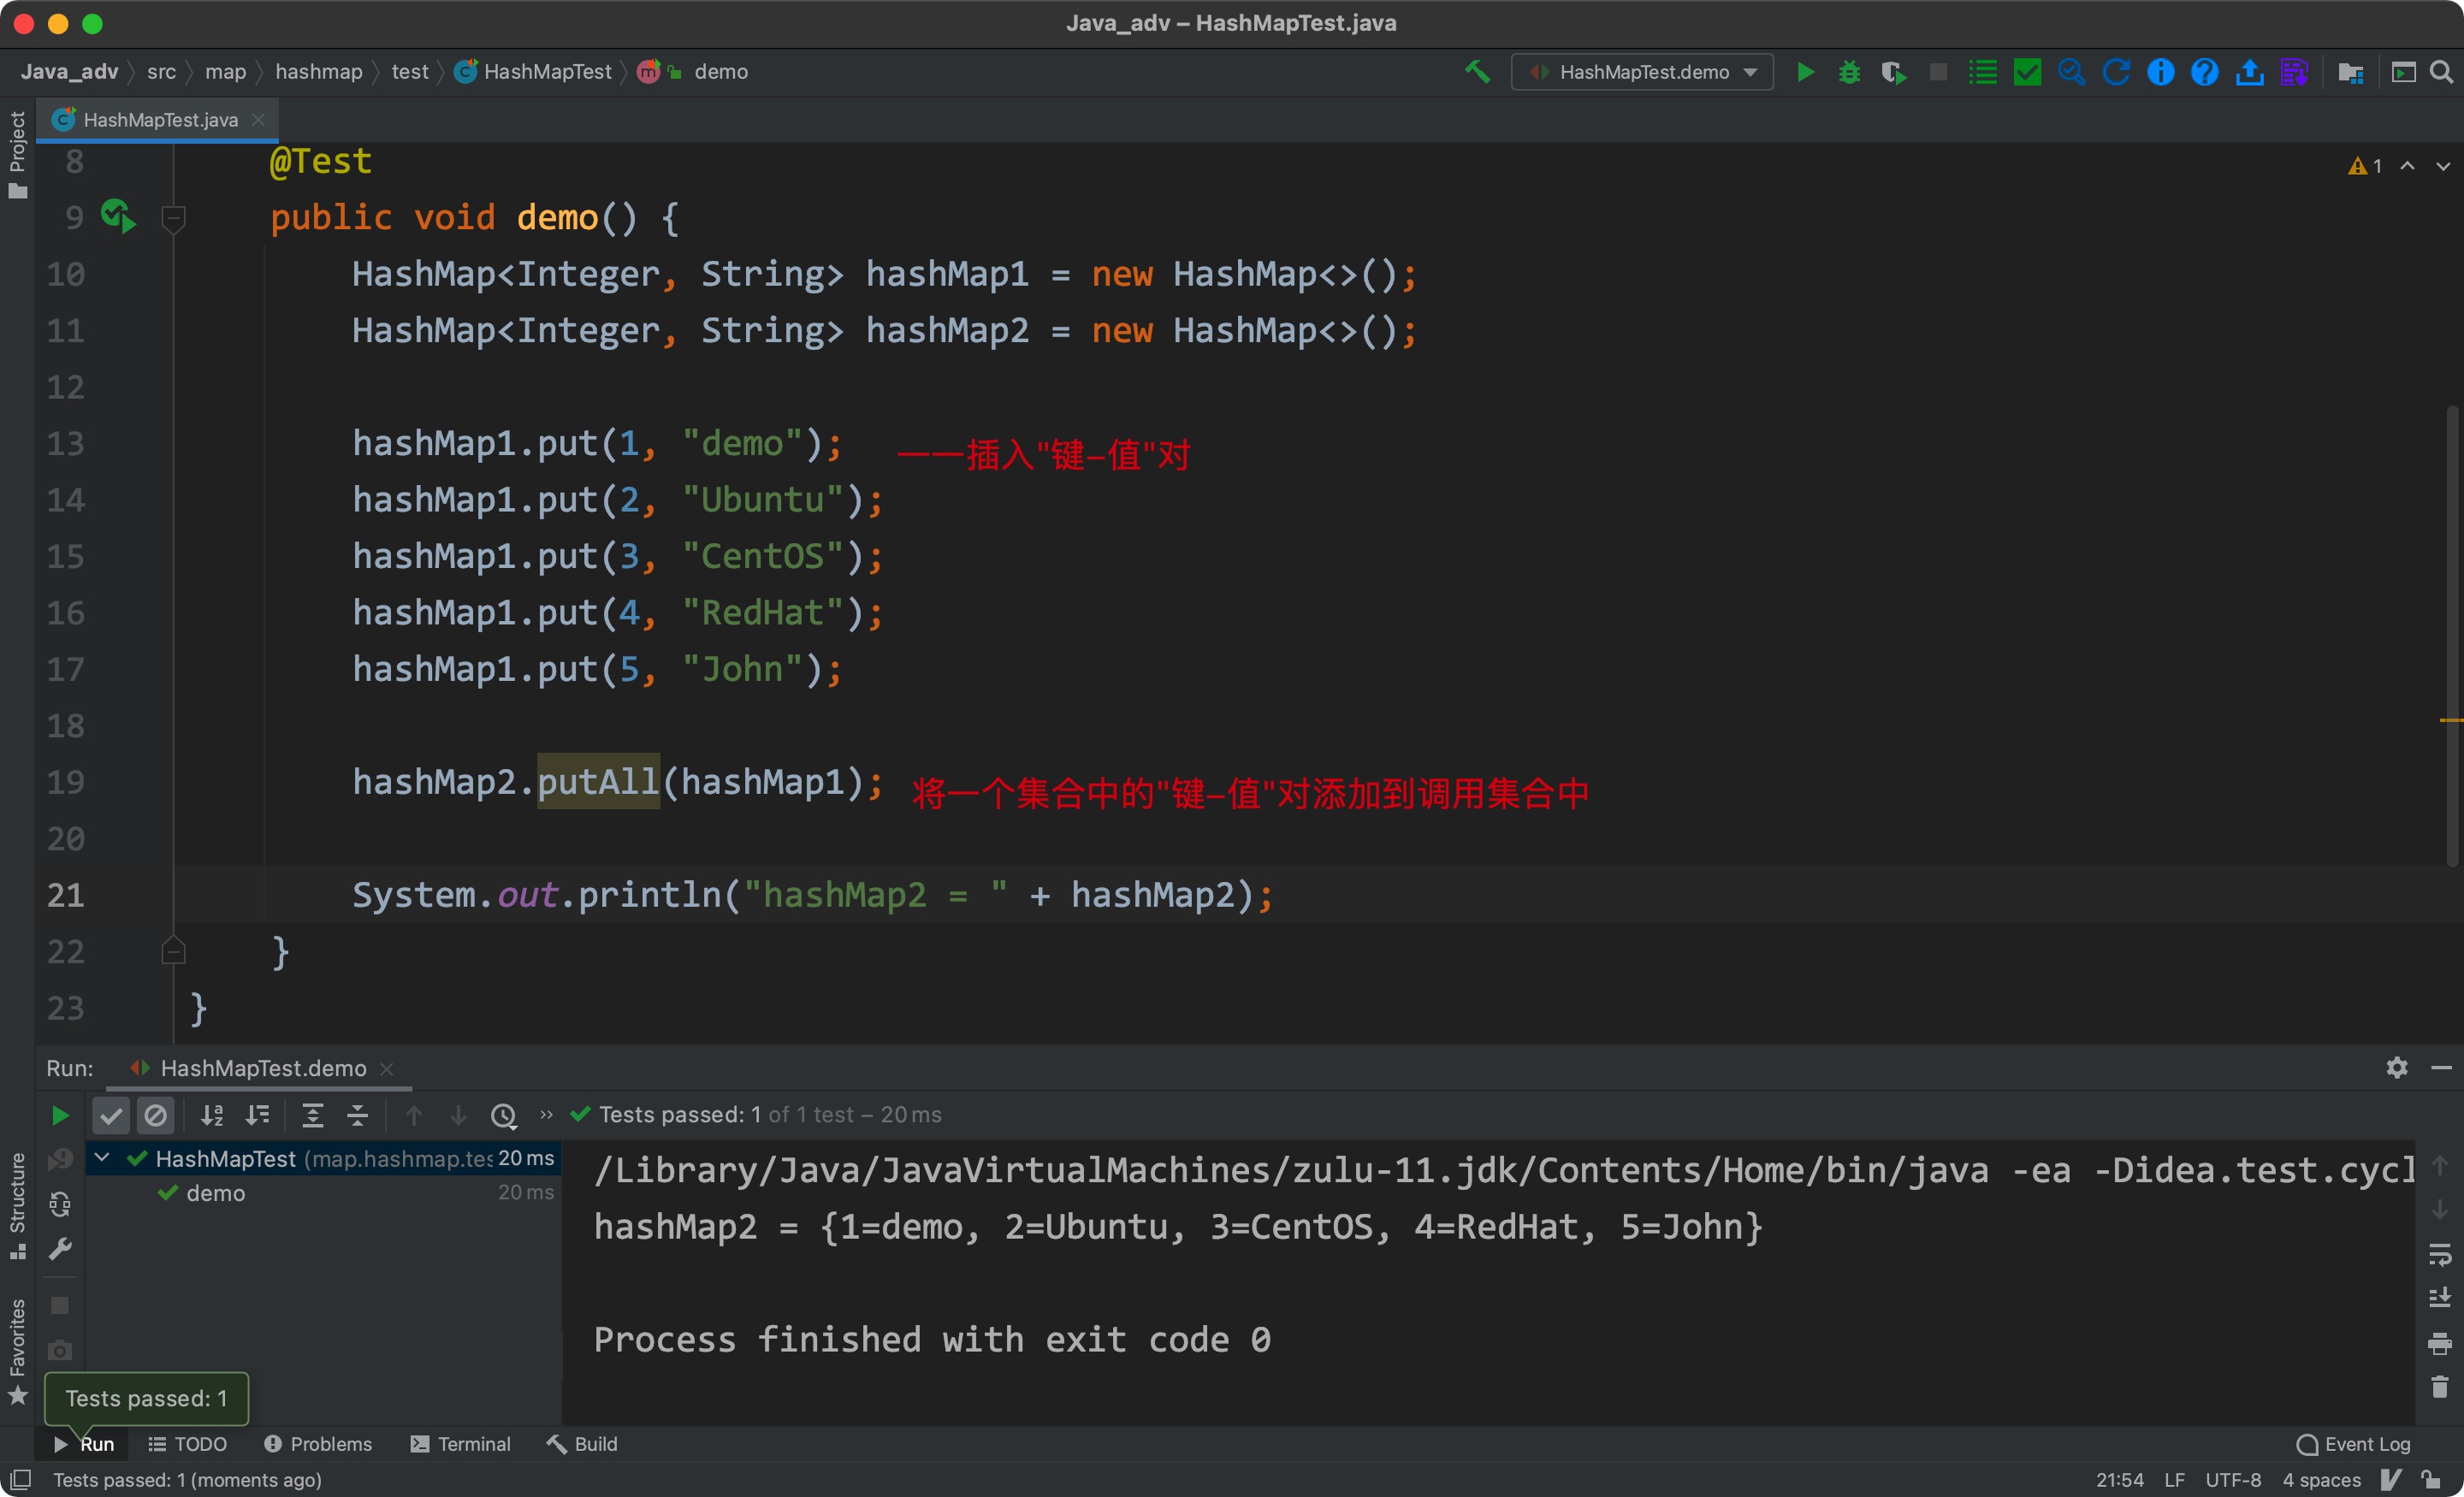 Java_adv – HashMapTest.java
Java_adv src map hashmap test HashMapTest m demo HashMapTest.demo
Project
HashMapTest.java
8 @Test
1
9 public void demo() {
10 HashMap<Integer, String> hashMap1 = new HashMap<>();
11 HashMap<Integer, String> hashMap2 = new HashMap<>();
12
13 hashMap1.put(1, "demo"); 一一插入"键–值"对
14 hashMap1.put(2, "Ubuntu");
15 hashMap1.put(3, "CentOS");
16 hashMap1.put(4, "RedHat");
17 hashMap1.put(5, "John");
18
19 hashMap2.putAll(hashMap1); 将一个集合中的"键–值"对添加到调用集合中
20
21 System.out.println("hashMap2 = " + hashMap2);
22 }
23 }
Run: HashMapTest.demo
Tests passed: 1 of 1 test – 20 ms
HashMapTest (map.hashmap.tes 20 ms
demo 20 ms
/Library/Java/JavaVirtualMachines/zulu-11.jdk/Contents/Home/bin/java -ea -Didea.test.cycl
hashMap2 = {1=demo, 2=Ubuntu, 3=CentOS, 4=RedHat, 5=John}
Process finished with exit code 0
Structure
Favorites
Tests passed: 1
Run TODO Problems Terminal Build Event Log
Tests passed: 1 (moments ago) 21:54 LF UTF-8 4 spaces